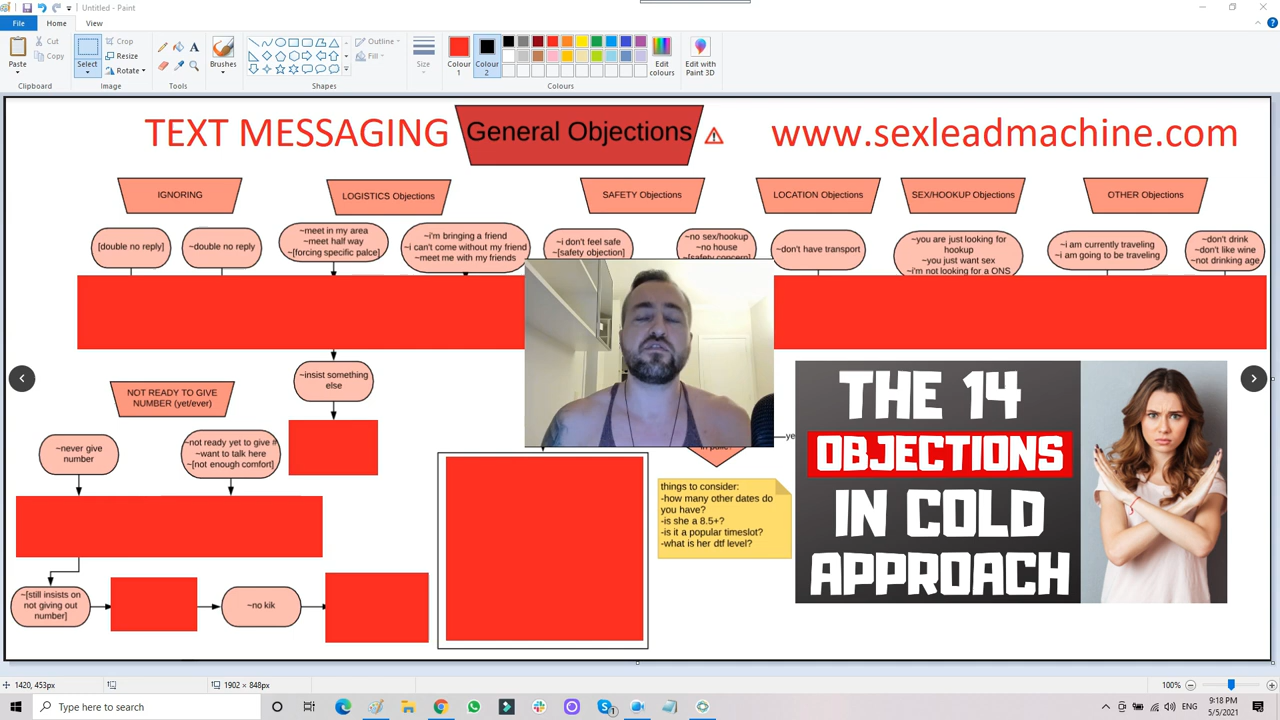 Untitled - Paint
File
Home
View
Paste
Cut
Copy
Clipboard
Select
Crop
Resize
Rotate
Image
Tools
Brushes
Shapes
Outline
Fill
Size
Colour 1
Colour 2
Edit colours
Edit with Paint 3D
Colours
TEXT MESSAGING
General Objections
www.sexleadmachine.com
IGNORING
LOGISTICS Objections
SAFETY Objections
LOCATION Objections
SEX/HOOKUP Objections
OTHER Objections
[double no reply]
~double no reply
~meet in my area
~meet half way
~[forcing specific palce]
~i'm bringing a friend
~i can't come without my friend
~meet me with my friends
~i don't feel safe
~[safety objection]
~no sex/hookup
~no house
~[safety concern]
~don't have transport
~you are just looking for
hookup
~you just want sex
~i'm not looking for a ONS
~i am currently traveling
~i am going to be traveling
~don't drink
~don't like wine
~not drinking age
~insist something
else
NOT READY TO GIVE
NUMBER (yet/ever)
~never give
number
~not ready yet to give #
~want to talk here
~[not enough comfort]
~[still insists on
not giving out
number]
~no kik
things to consider:
-how many other dates do
you have?
-is she a 8.5+?
-is it a popular timeslot?
-what is her dtf level?
THE 14
OBJECTIONS
IN COLD
APPROACH
1420, 453px
1902 × 848px
100%
Type here to search
ENG
9:18 PM
5/5/2021